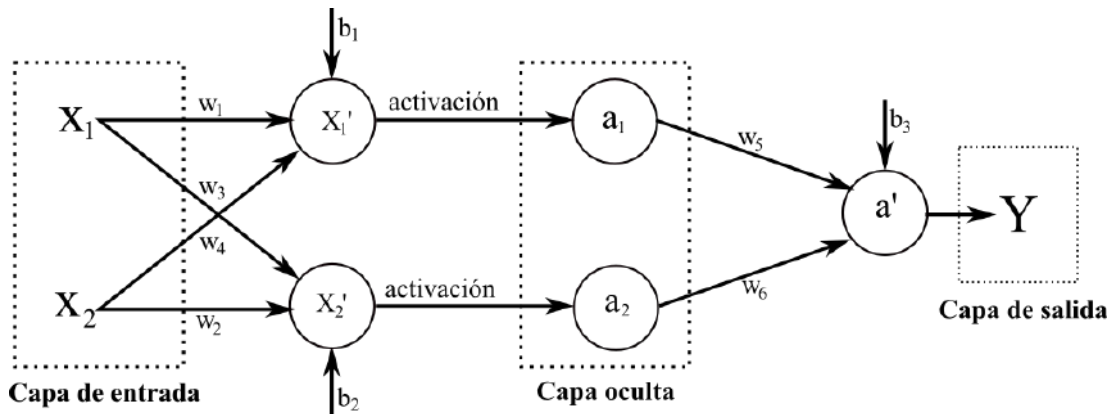 b₁
w₁
activación
X₁
X₁'
a₁
b₃
w₅
w₃
a'
Y
w₄
activación
X₂
X₂'
a₂
w₂
w₆
Capa de salida
Capa de entrada
Capa oculta
b₂